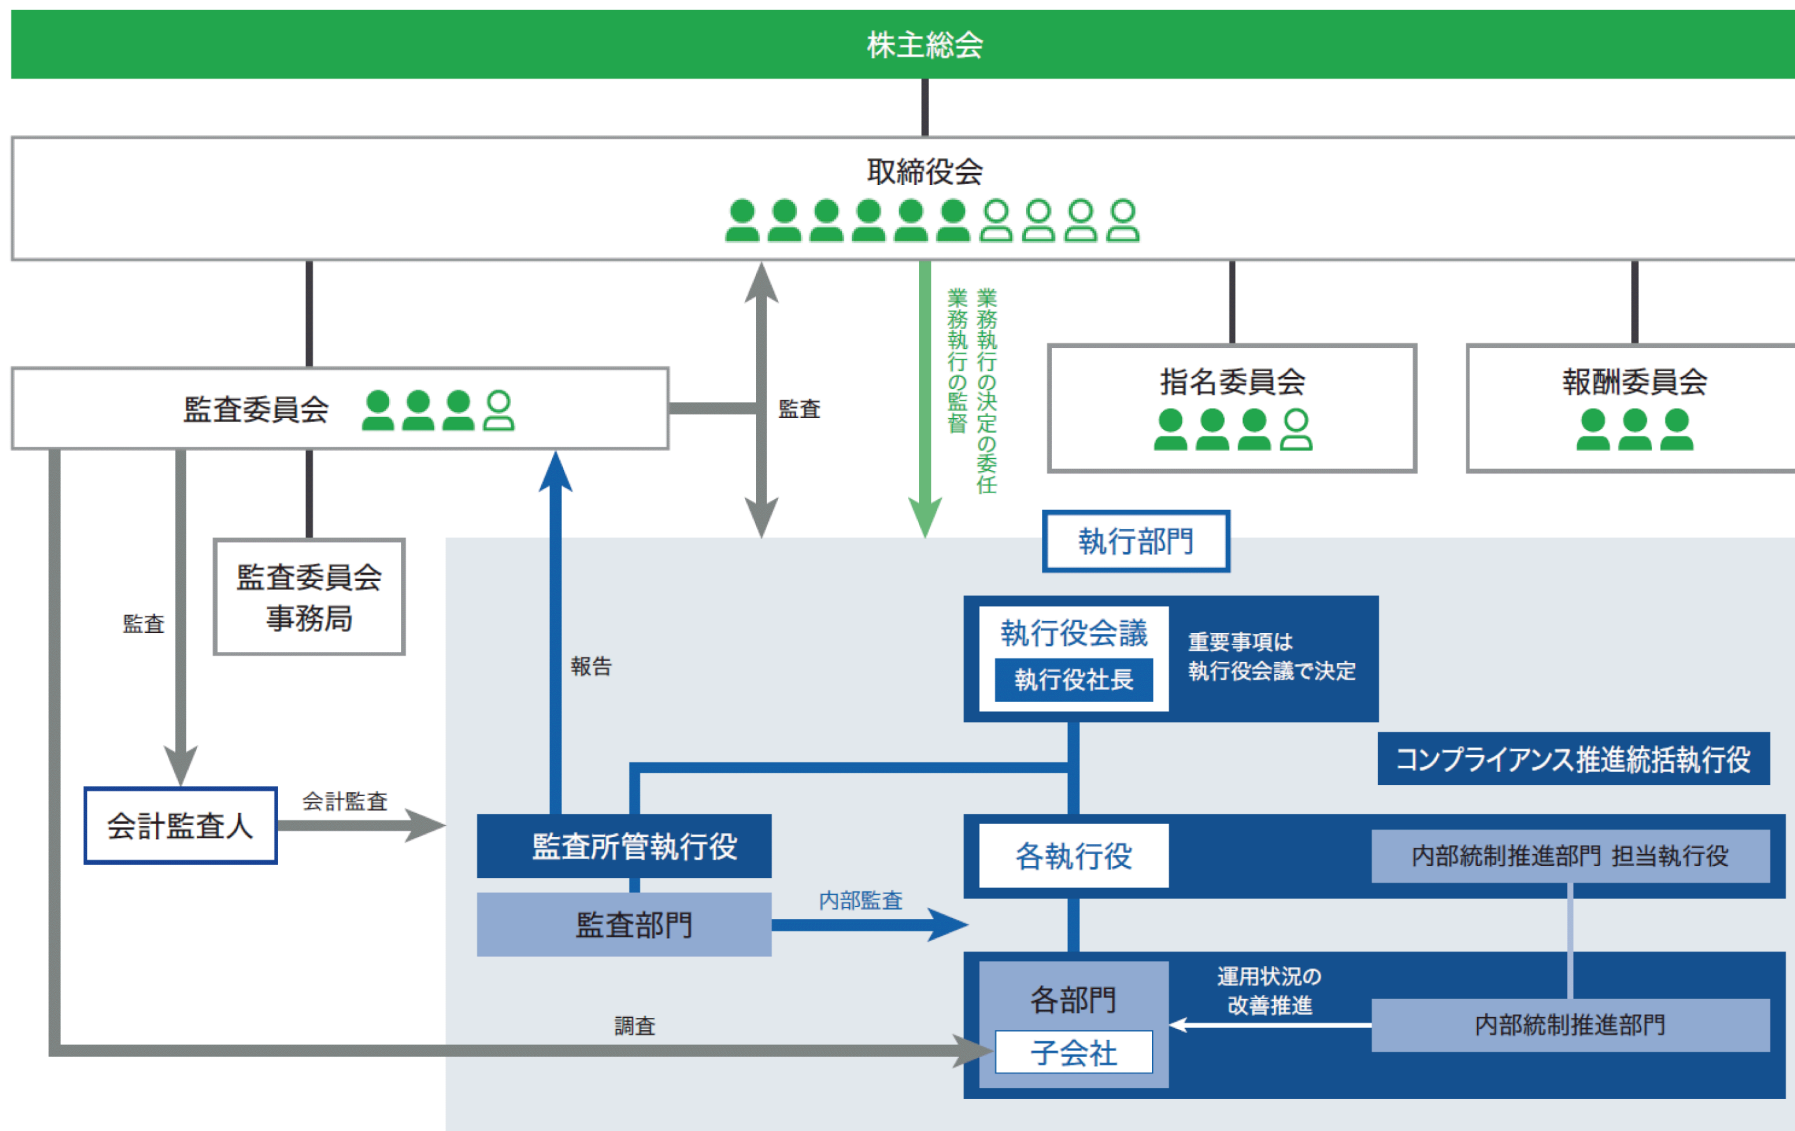 株主総会
取締役会
業務執行の決定の委任
業務執行の監督
監査委員会
監査
指名委員会
報酬委員会
執行部門
監査委員会
事務局
監査
報告
執行役会議
執行役社長
重要事項は
執行役会議で決定
コンプライアンス推進統括執行役
会計監査人
会計監査
監査所管執行役
各執行役
内部統制推進部門 担当執行役
監査部門
内部監査
各部門
子会社
運用状況の
改善推進
内部統制推進部門
調査